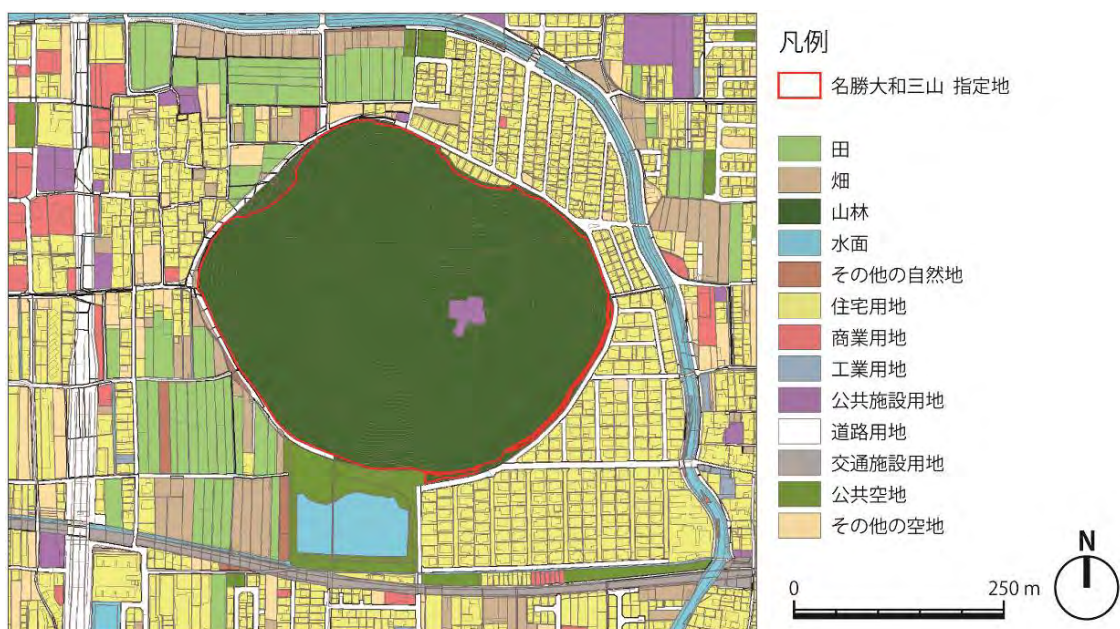 凡例
名勝大和三山 指定地
田
畑
山林
水面
その他の自然地
住宅用地
商業用地
工業用地
公共施設用地
道路用地
交通施設用地
公共空地
その他の空地
N
0 250 m